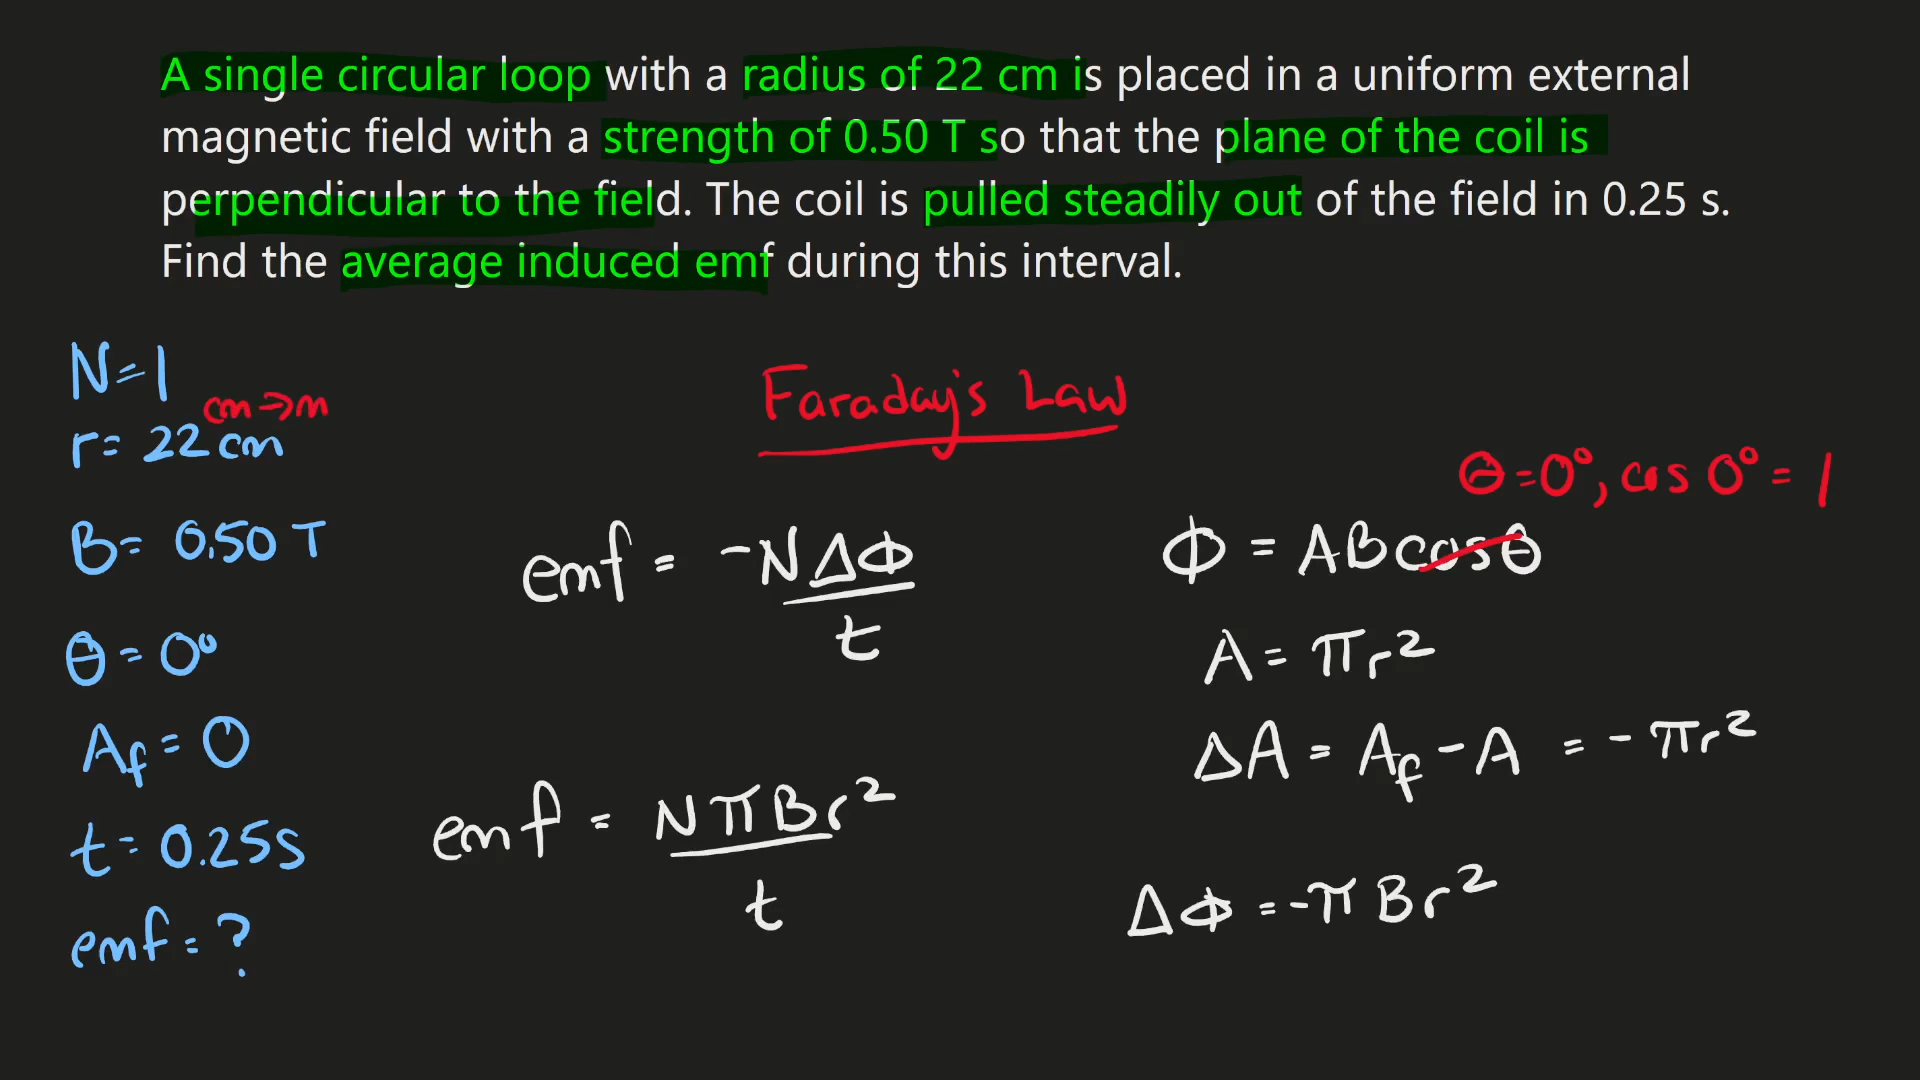 A single circular loop with a radius of 22 cm is placed in a uniform external
magnetic field with a strength of 0.50 T so that the plane of the coil is
perpendicular to the field. The coil is pulled steadily out of the field in 0.25 s.
Find the average induced emf during this interval.
N=1
cm→m
r= 22cm
B= 0.50 T
θ=0°
A_f=0
t=0.25s
emf=?
Faraday's Law
emf = -NΔΦ/t
emf = NπBr²/t
θ=0°, cos 0°=1
Φ = ABcosθ
A= πr²
ΔA = A_f-A = -πr²
ΔΦ=-πBr²